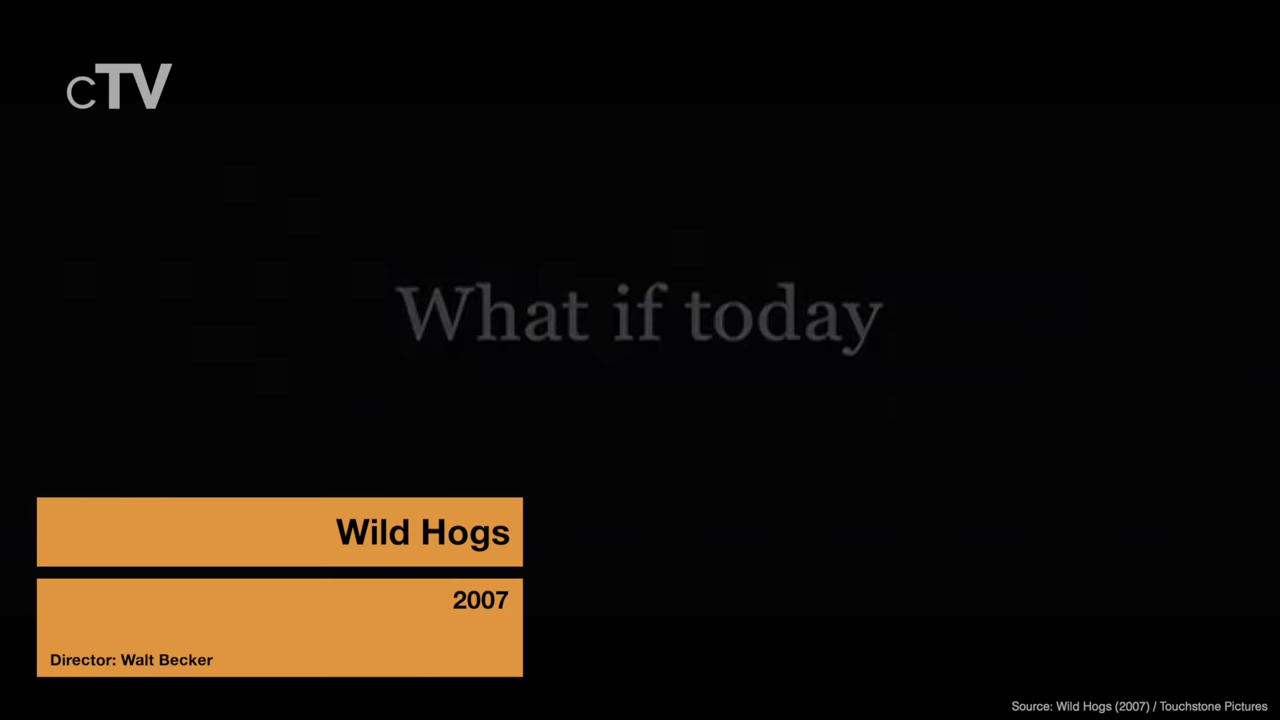 cTV
What if today
Wild Hogs
2007
Director: Walt Becker
Source: Wild Hogs (2007) / Touchstone Pictures